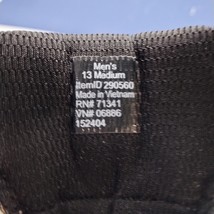 Men's
13 Medium
ItemID 290560
Made in Vietnam
RN# 71341
VN# 06886
152404